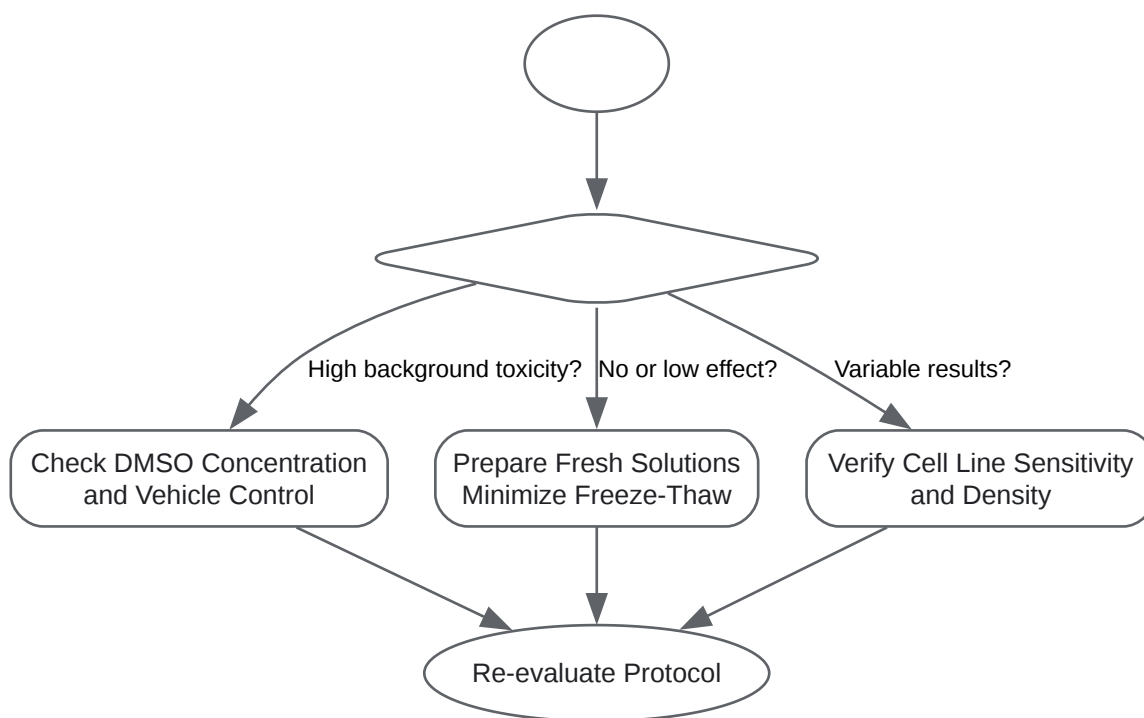 High background toxicity?
No or low effect?
Variable results?
Check DMSO Concentration
and Vehicle Control
Prepare Fresh Solutions
Minimize Freeze-Thaw
Verify Cell Line Sensitivity
and Density
Re-evaluate Protocol